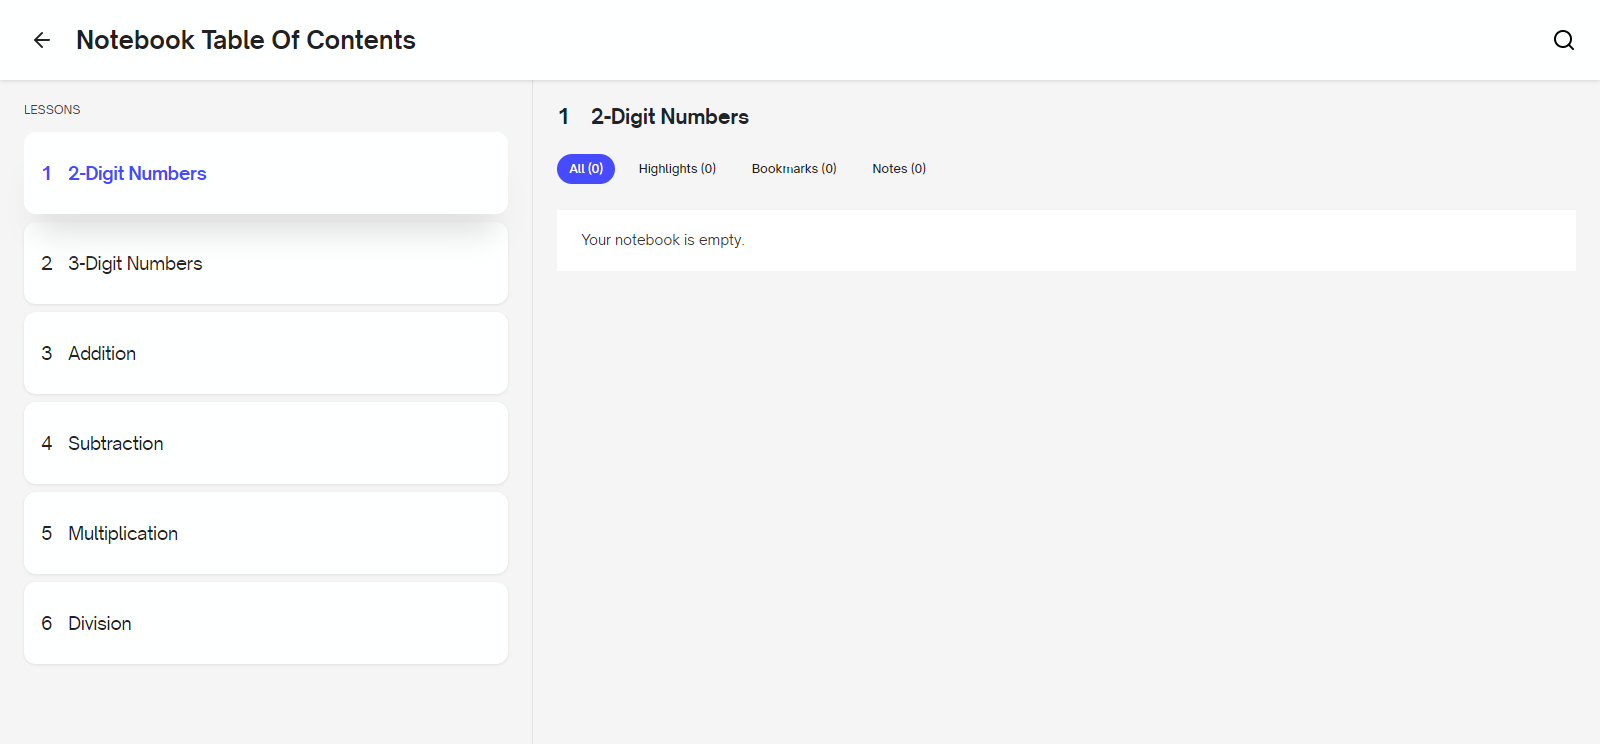 Notebook Table Of Contents
LESSONS
1 2-Digit Numbers
2 3-Digit Numbers
3 Addition
4 Subtraction
5 Multiplication
6 Division
1 2-Digit Numbers
All (0) Highlights (0) Bookmarks (0) Notes (0)
Your notebook is empty.